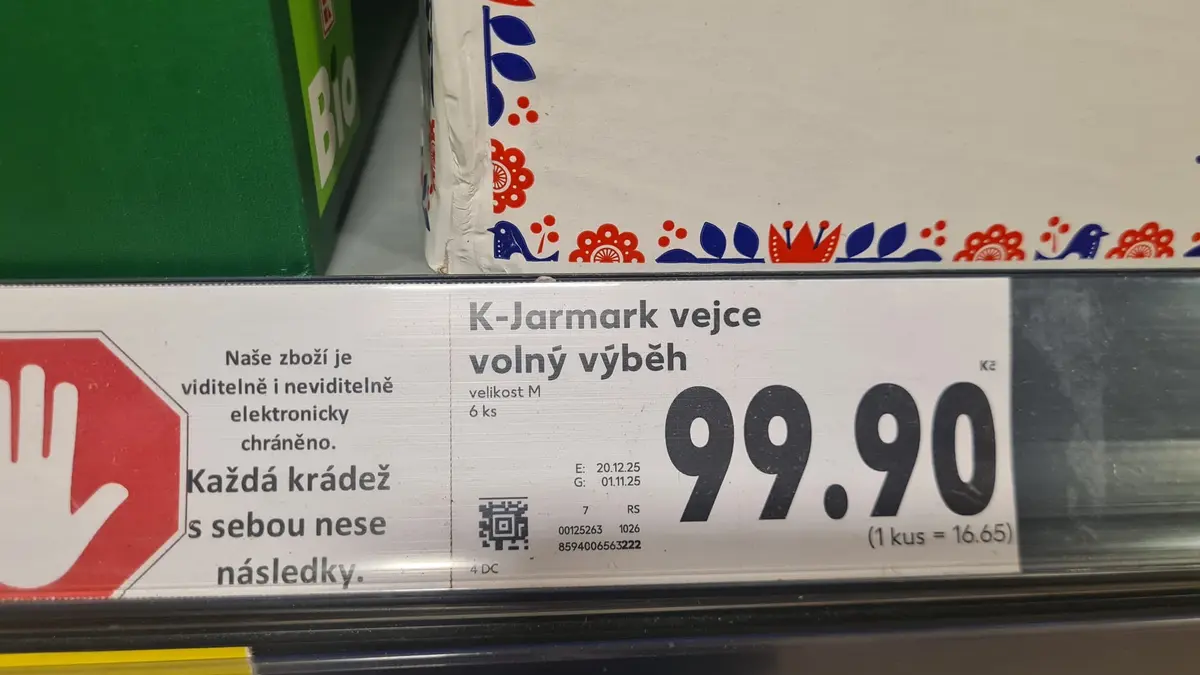 Bio
Naše zboží je
viditelně i neviditelně
elektronicky
chráněno.
Každá krádež
s sebou nese
následky.
K-Jarmark vejce
volný výběh
velikost M
6 ks
Kč
99.90
(1 kus = 16.65)
E: 20.12.25
G: 01.11.25
7 RS
00125263 1026
8594006563222
4 DC